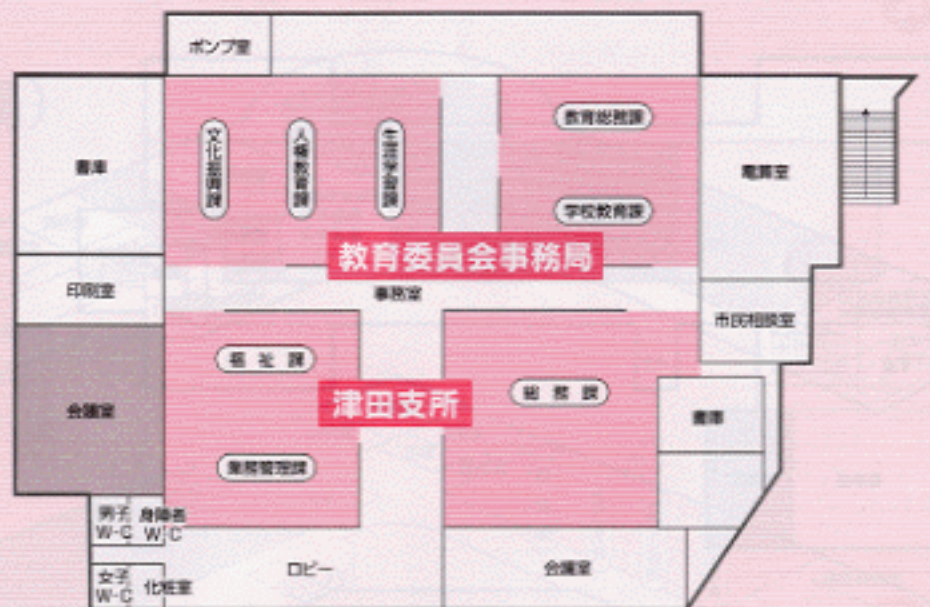 ポンプ室
書庫
文化振興課
人権教育課
生涯学習課
教育総務課
学校教育課
電算室
教育委員会事務局
印刷室
事務室
市民相談室
福祉課
会議室
津田支所
総務課
書庫
業務管理課
男子
W・C
身障者
W・C
女子
W・C
化粧室
ロビー
会議室